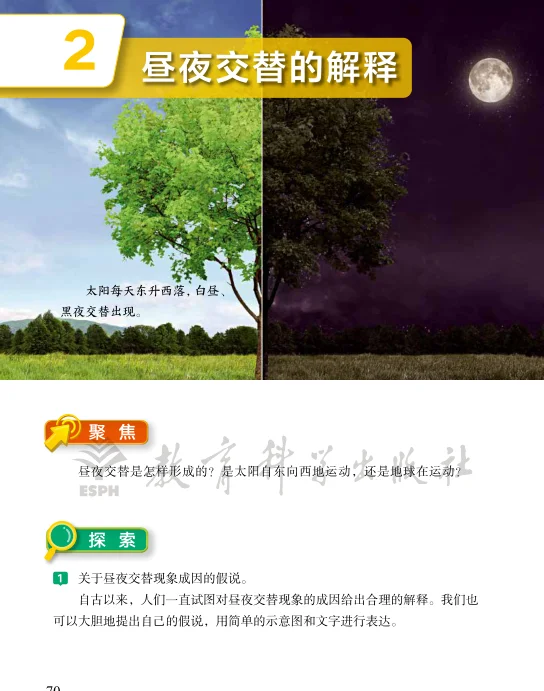 2
昼夜交替的解释
太阳每天东升西落，白昼、
黑夜交替出现。
聚焦
昼夜交替是怎样形成的？是太阳自东向西地运动，还是地球在运动？
ESPH 教育科学出版社
探索
1 关于昼夜交替现象成因的假说。
自古以来，人们一直试图对昼夜交替现象的成因给出合理的解释。我们也
可以大胆地提出自己的假说，用简单的示意图和文字进行表达。
70